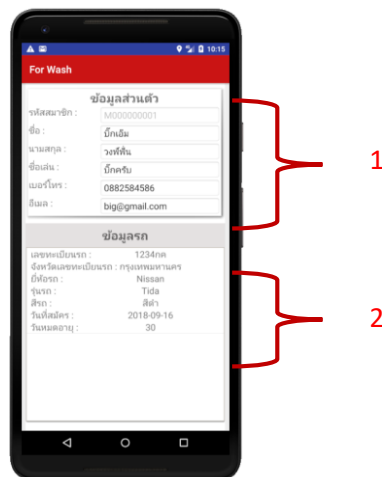 10:15
For Wash
ข้อมูลส่วนตัว
รหัสสมาชิก : M000000001
ชื่อ : บิ๊กเอ็ม
นามสกุล : วงพ์พื้น
ชื่อเล่น : บิ๊กครับ
เบอร์โทร : 0882584586
อีเมล : big@gmail.com
1
ข้อมูลรถ
เลขทะเบียนรถ : 1234กค
จังหวัดเลขทะเบียนรถ : กรุงเทพมหานคร
ยี่ห้อรถ : Nissan
รุ่นรถ : Tida
สีรถ : สีดำ
วันที่สมัคร : 2018-09-16
วันหมดอายุ : 30
2